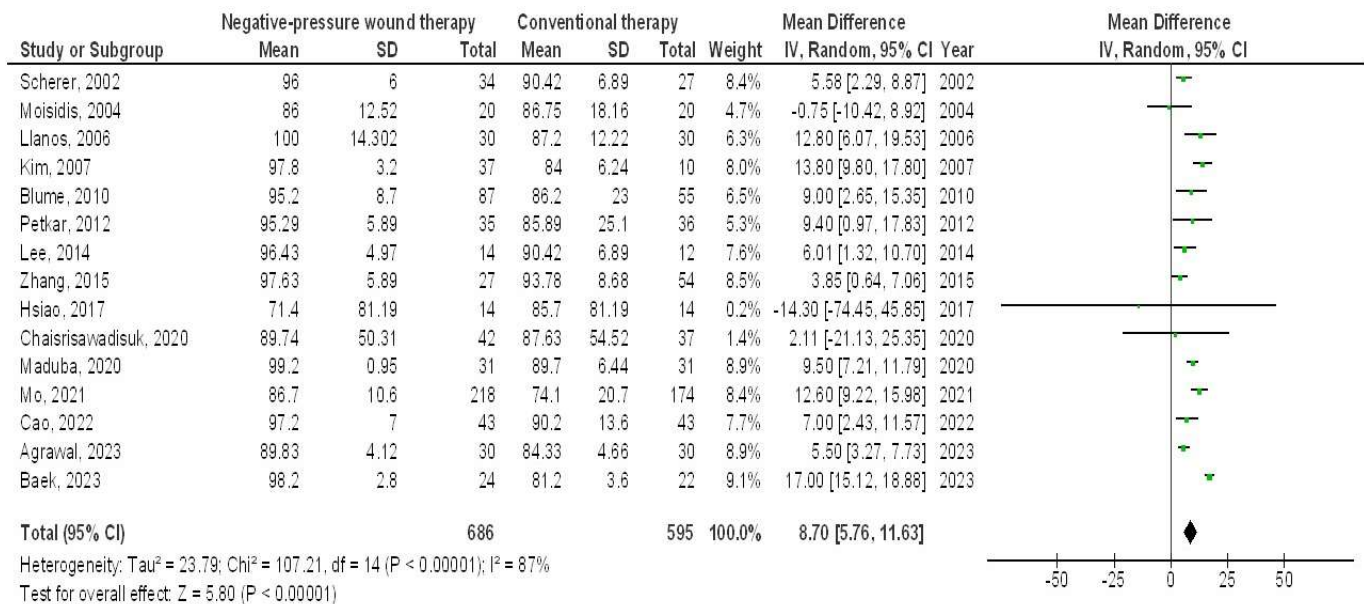 Negative-pressure wound therapy Conventional therapy Mean Difference Mean Difference
Study or Subgroup Mean SD Total Mean SD Total Weight IV, Random, 95% CI Year IV, Random, 95% CI
Scherer, 2002 96 6 34 90.42 6.89 27 8.4% 5.58 [2.29, 8.87] 2002
Moisidis, 2004 86 12.52 20 86.75 18.16 20 4.7% -0.75 [-10.42, 8.92] 2004
Llanos, 2006 100 14.302 30 87.2 12.22 30 6.3% 12.80 [6.07, 19.53] 2006
Kim, 2007 97.8 3.2 37 84 6.24 10 8.0% 13.80 [9.80, 17.80] 2007
Blume, 2010 95.2 8.7 87 86.2 23 55 6.5% 9.00 [2.65, 15.35] 2010
Petkar, 2012 95.29 5.89 35 85.89 25.1 36 5.3% 9.40 [0.97, 17.83] 2012
Lee, 2014 96.43 4.97 14 90.42 6.89 12 7.6% 6.01 [1.32, 10.70] 2014
Zhang, 2015 97.63 5.89 27 93.78 8.68 54 8.5% 3.85 [0.64, 7.06] 2015
Hsiao, 2017 71.4 81.19 14 85.7 81.19 14 0.2% -14.30 [-74.45, 45.85] 2017
Chaisrisawadisuk, 2020 89.74 50.31 42 87.63 54.52 37 1.4% 2.11 [-21.13, 25.35] 2020
Maduba, 2020 99.2 0.95 31 89.7 6.44 31 8.9% 9.50 [7.21, 11.79] 2020
Mo, 2021 86.7 10.6 218 74.1 20.7 174 8.4% 12.60 [9.22, 15.98] 2021
Cao, 2022 97.2 7 43 90.2 13.6 43 7.7% 7.00 [2.43, 11.57] 2022
Agrawal, 2023 89.83 4.12 30 84.33 4.66 30 9.0% 5.50 [3.27, 7.73] 2023
Baek, 2023 98.2 2.8 24 81.2 3.6 22 9.1% 17.00 [15.12, 18.88] 2023
Total (95% CI) 686 595 100.0% 8.70 [5.76, 11.63]
Heterogeneity: Tau² = 23.79; Chi² = 107.21, df = 14 (P < 0.00001); I² = 87%
Test for overall effect: Z = 5.80 (P < 0.00001)
-50 -25 0 25 50